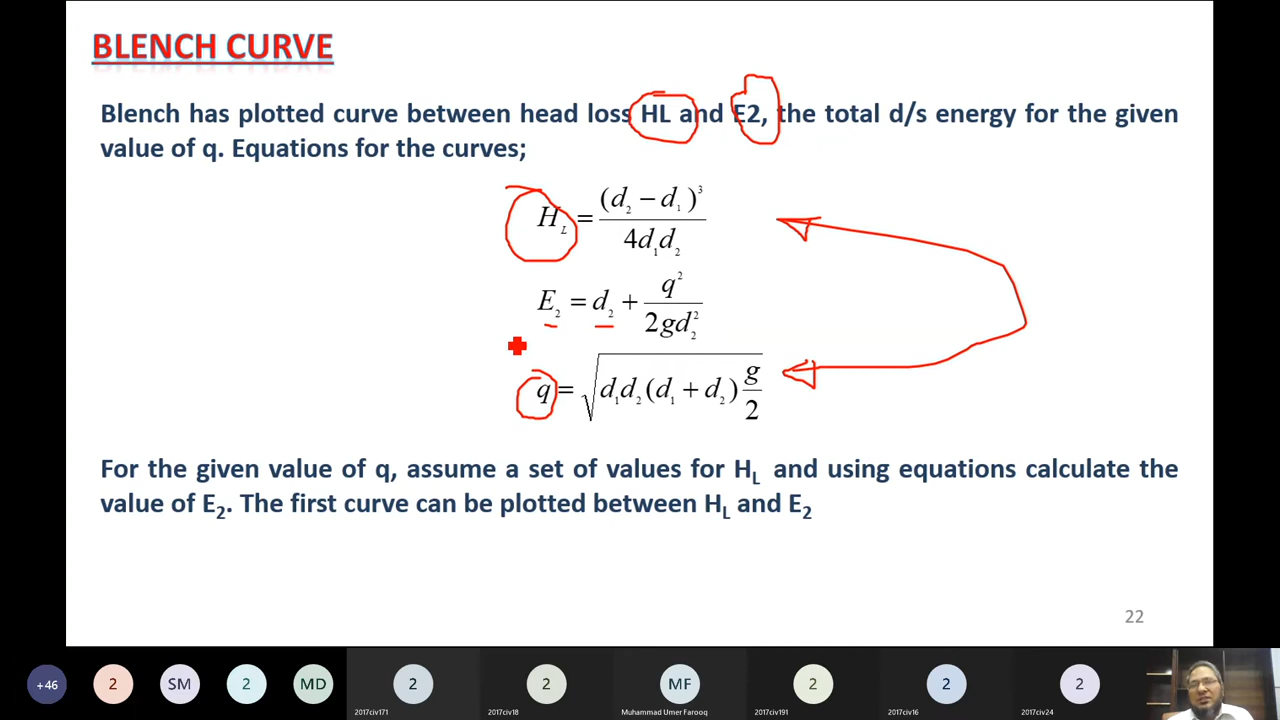 BLENCH CURVE
Blench has plotted curve between head loss HL and E2, the total d/s energy for the given
value of q. Equations for the curves;
H_L = (d_2 − d_1)^3 / 4d_1d_2
E_2 = d_2 + q^2 / 2gd_2^2
q = √(d_1d_2(d_1 + d_2) g/2)
For the given value of q, assume a set of values for H_L and using equations calculate the
value of E_2. The first curve can be plotted between H_L and E_2
22
+46 2 SM 2 MD 2 2 MF 2 2 2
2017civ171 2017civ18 Muhammad Umer Farooq 2017civ191 2017civ16 2017civ24